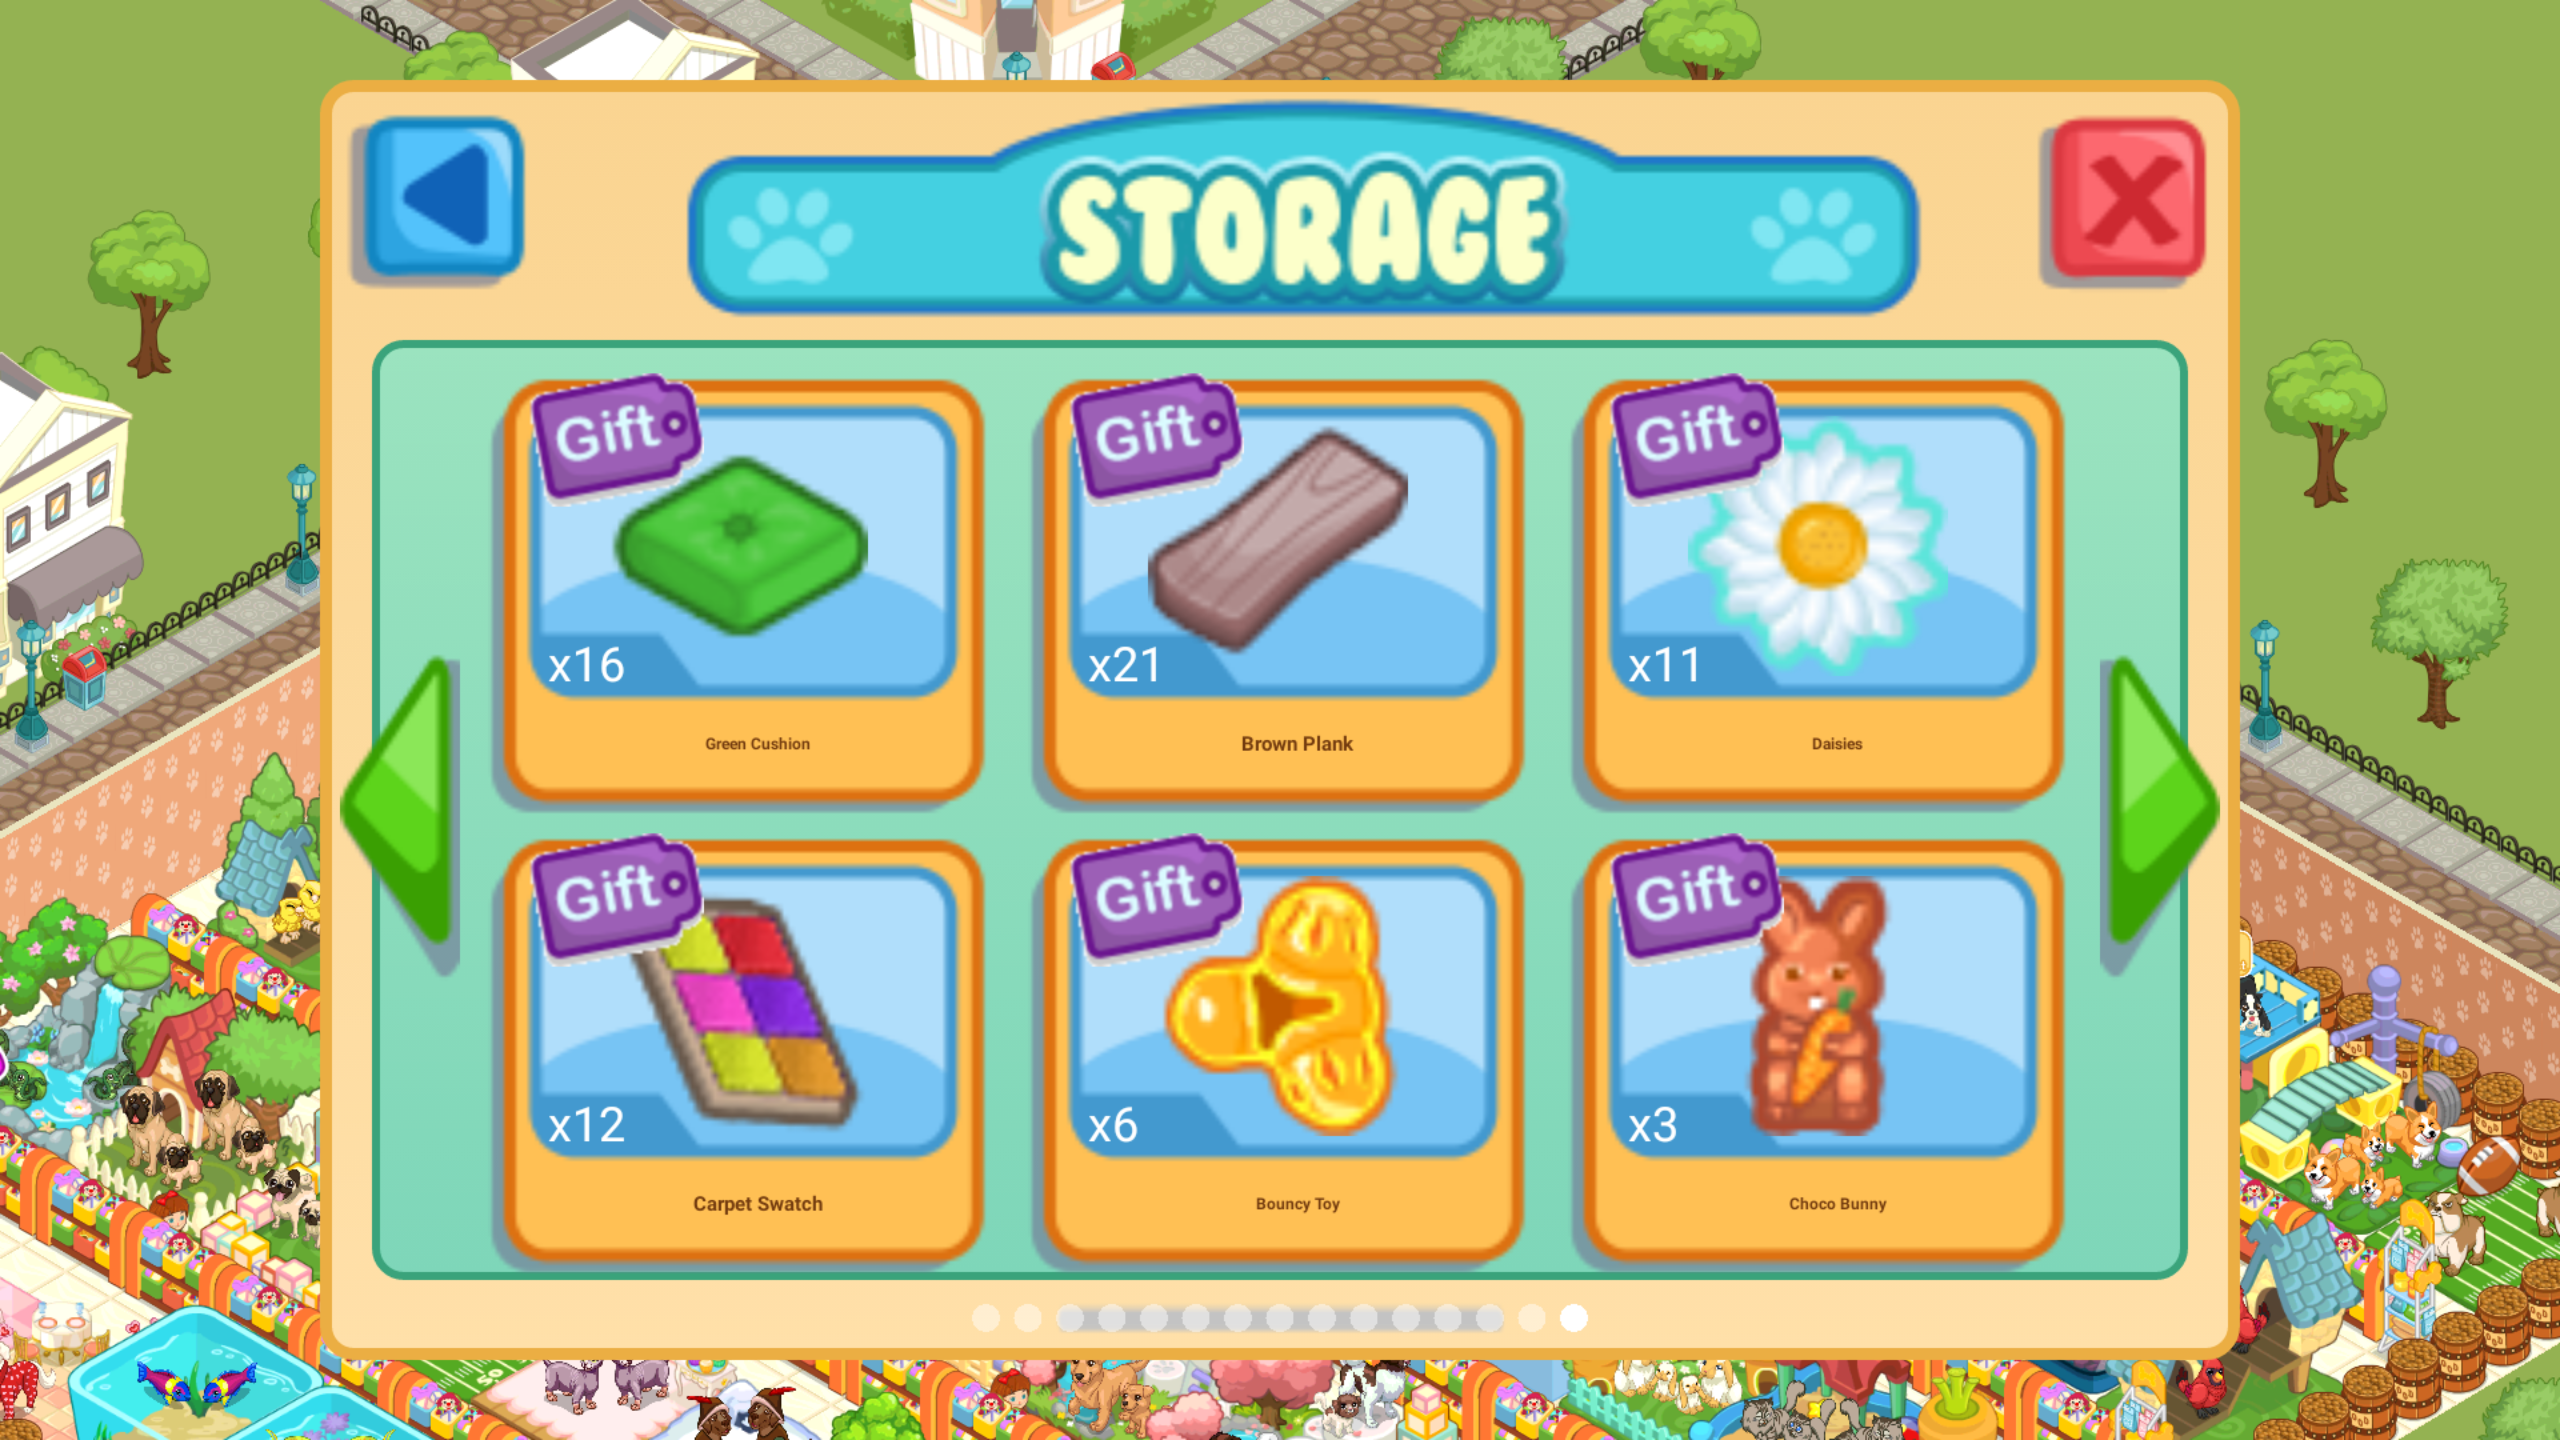 STORAGE
Gift
x16
Green Cushion
Gift
x21
Brown Plank
Gift
x11
Daisies
Gift
x12
Carpet Swatch
Gift
x6
Bouncy Toy
Gift
x3
Choco Bunny
50